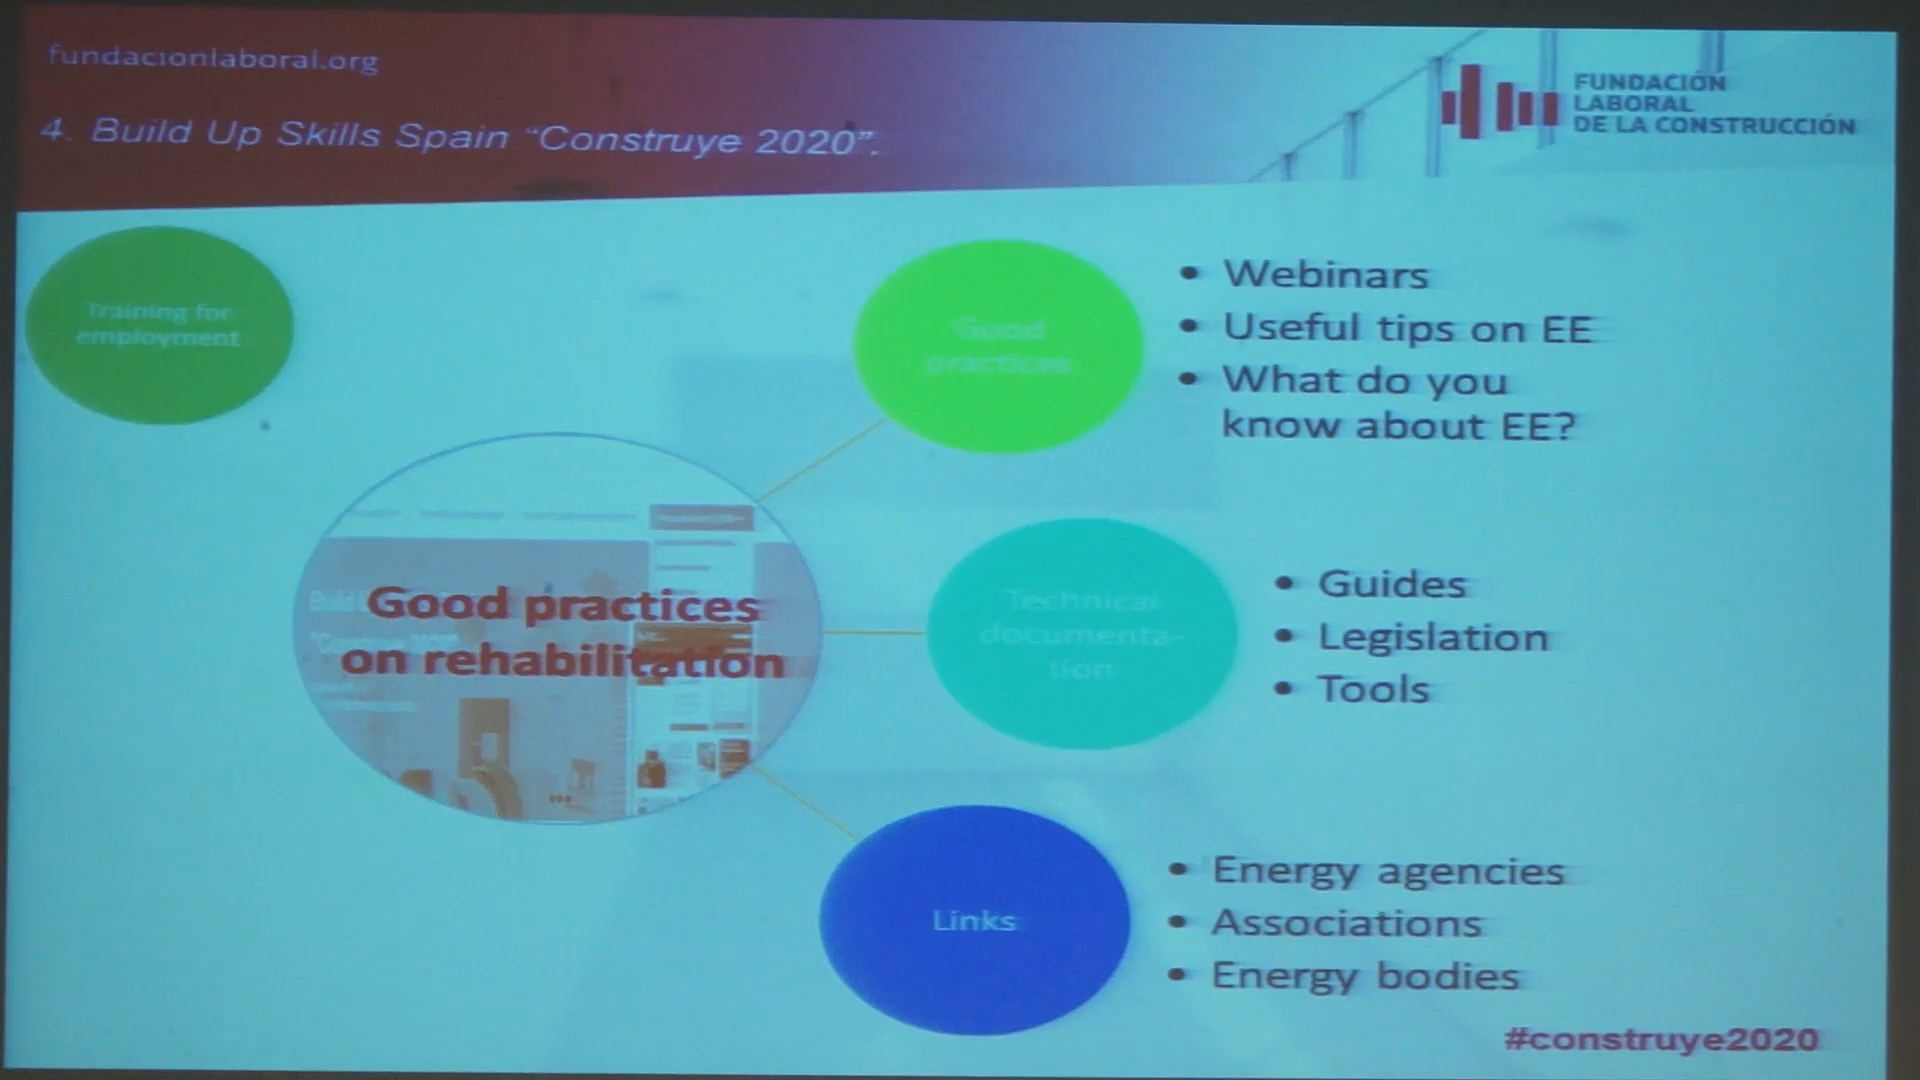 fundacionlaboral.org
4. Build Up Skills Spain “Construye 2020”.
FUNDACIÓN
LABORAL
DE LA CONSTRUCCIÓN
Training for
employment
Good
practices
• Webinars
• Useful tips on EE
• What do you
know about EE?
Good practices
on rehabilitation
Technical
documenta-
tion
• Guides
• Legislation
• Tools
Links
• Energy agencies
• Associations
• Energy bodies
#construye2020